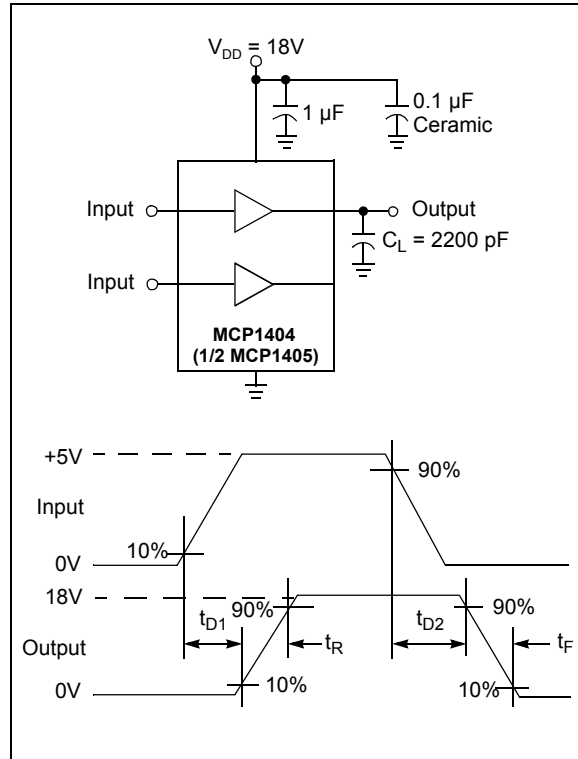 V_DD = 18V
1 µF
0.1 µF
Ceramic
Input
Output
C_L = 2200 pF
Input
MCP1404
(1/2 MCP1405)
+5V
90%
Input
10%
0V
18V
90%
t_D1
t_R
t_D2
90%
t_F
Output
0V
10%
10%